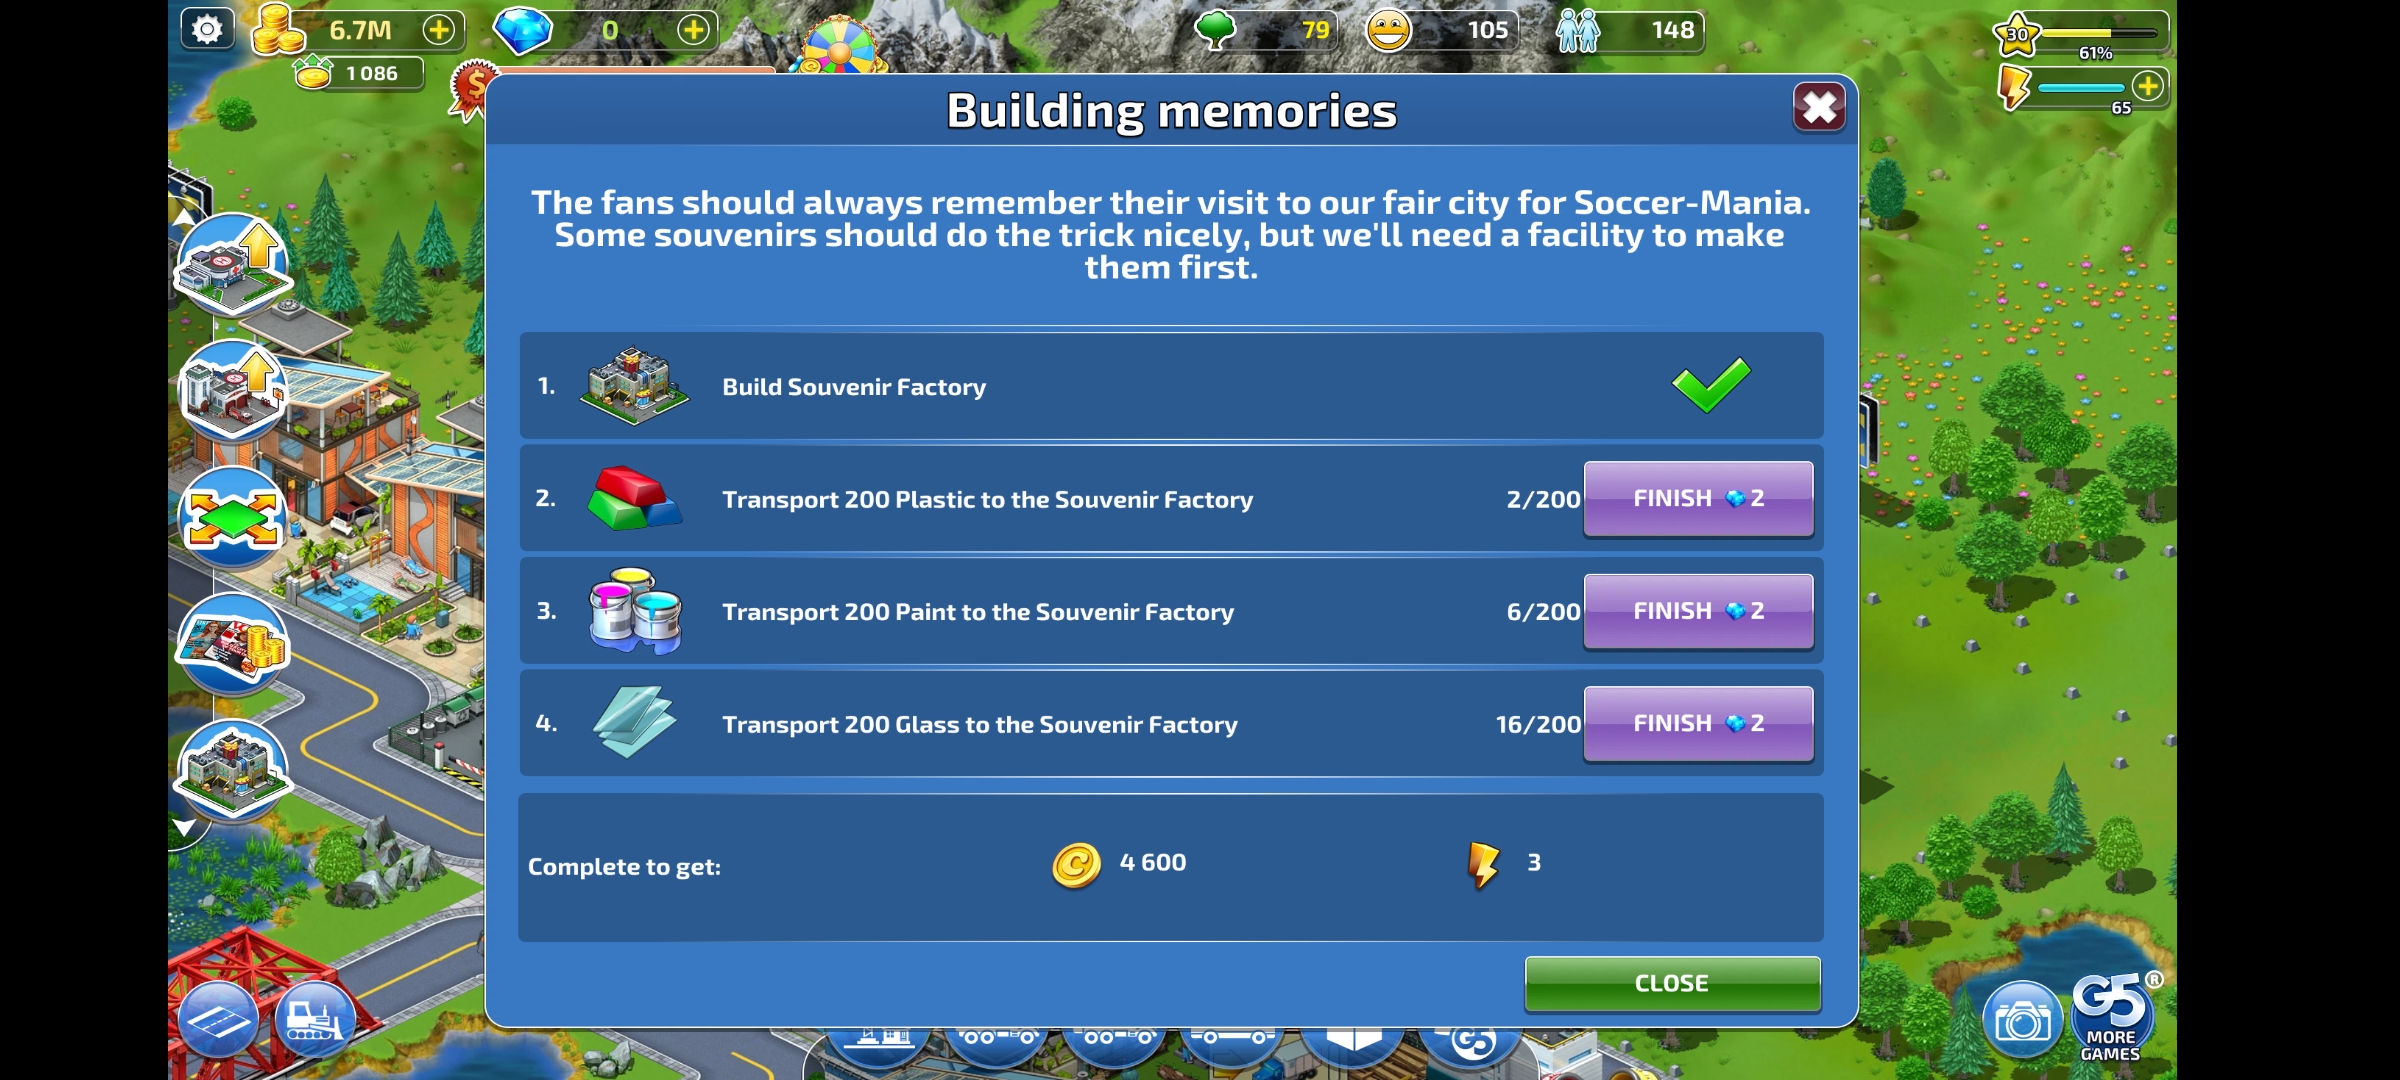 6.7M
0
79
105
148
30
61%
1 086
65
Building memories
The fans should always remember their visit to our fair city for Soccer-Mania.
Some souvenirs should do the trick nicely, but we'll need a facility to make
them first.
1. Build Souvenir Factory
2. Transport 200 Plastic to the Souvenir Factory 2/200 FINISH 2
3. Transport 200 Paint to the Souvenir Factory 6/200 FINISH 2
4. Transport 200 Glass to the Souvenir Factory 16/200 FINISH 2
Complete to get: 4 600 3
CLOSE
G5
G5®
MORE
GAMES